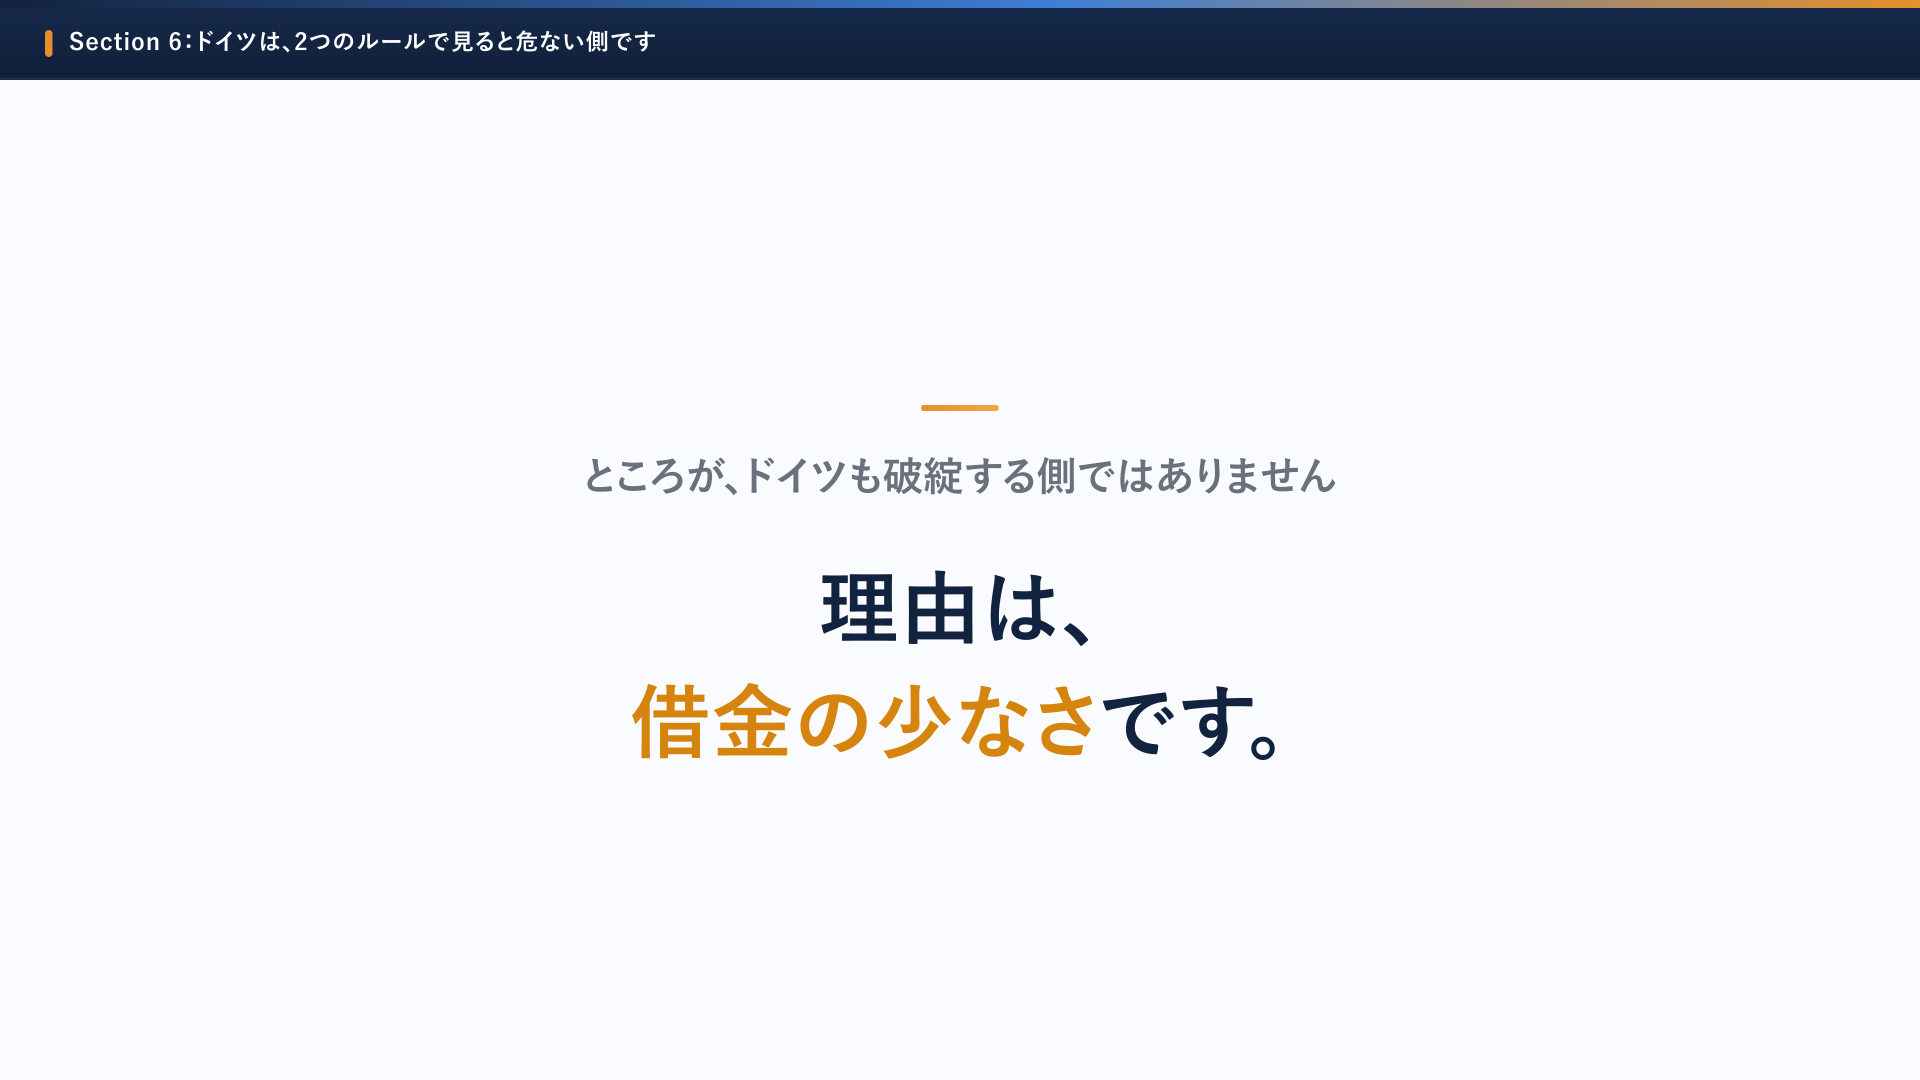 Section 6：ドイツは、2つのルールで見ると危ない側です
ところが、ドイツも破綻する側ではありません
理由は、
借金の少なさです。